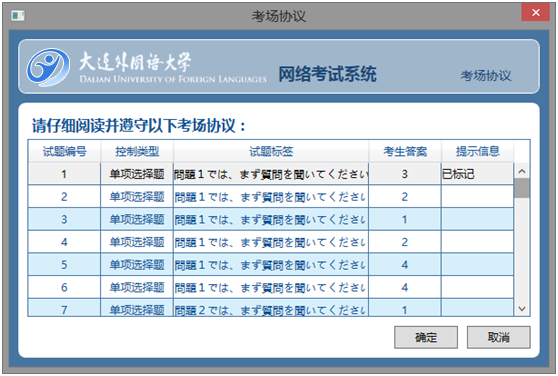 考场协议
大连外国语大学
DALIAN UNIVERSITY OF FOREIGN LANGUAGES
网络考试系统
考场协议
请仔细阅读并遵守以下考场协议：
试题编号 控制类型 试题标签 考生答案 提示信息
1 单项选择题 問題１では、まず質問を聞いてください 3 已标记
2 单项选择题 問題１では、まず質問を聞いてください 2
3 单项选择题 問題１では、まず質問を聞いてください 1
4 单项选择题 問題１では、まず質問を聞いてください 2
5 单项选择题 問題１では、まず質問を聞いてください 4
6 单项选择题 問題１では、まず質問を聞いてください 4
7 单项选择题 問題２では、まず質問を聞いてください 1
确定 取消